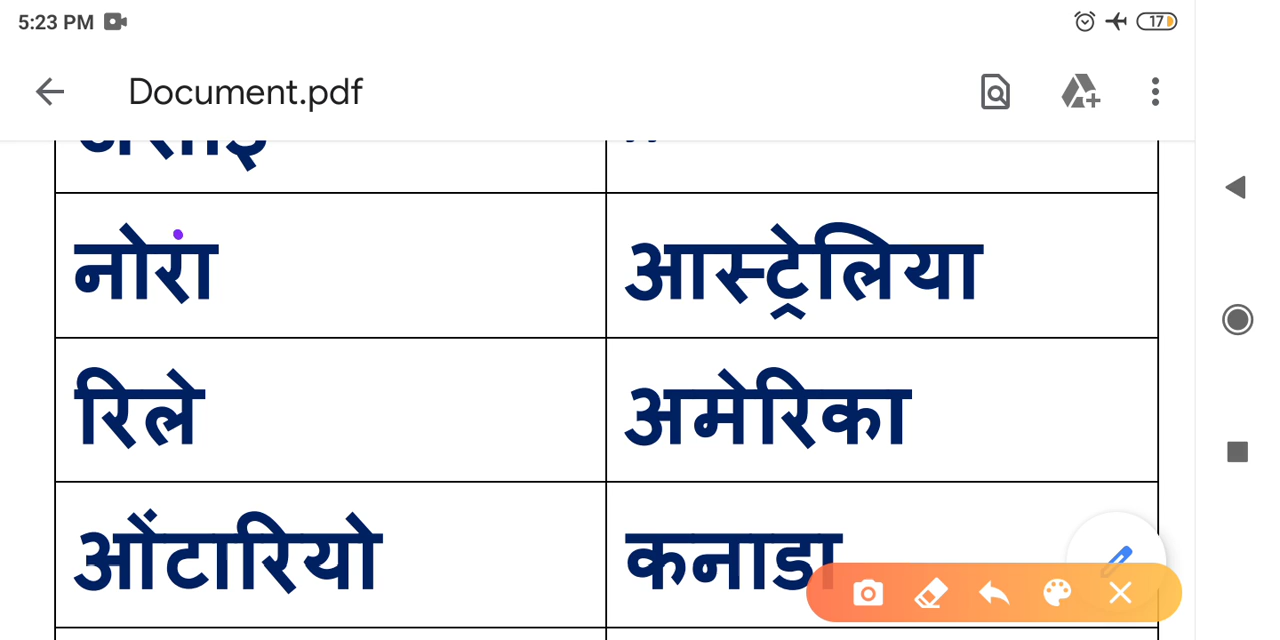 5:23 PM
17
Document.pdf
नोरा आस्ट्रेलिया
रिले अमेरिका
ओंटारियो कनाडा